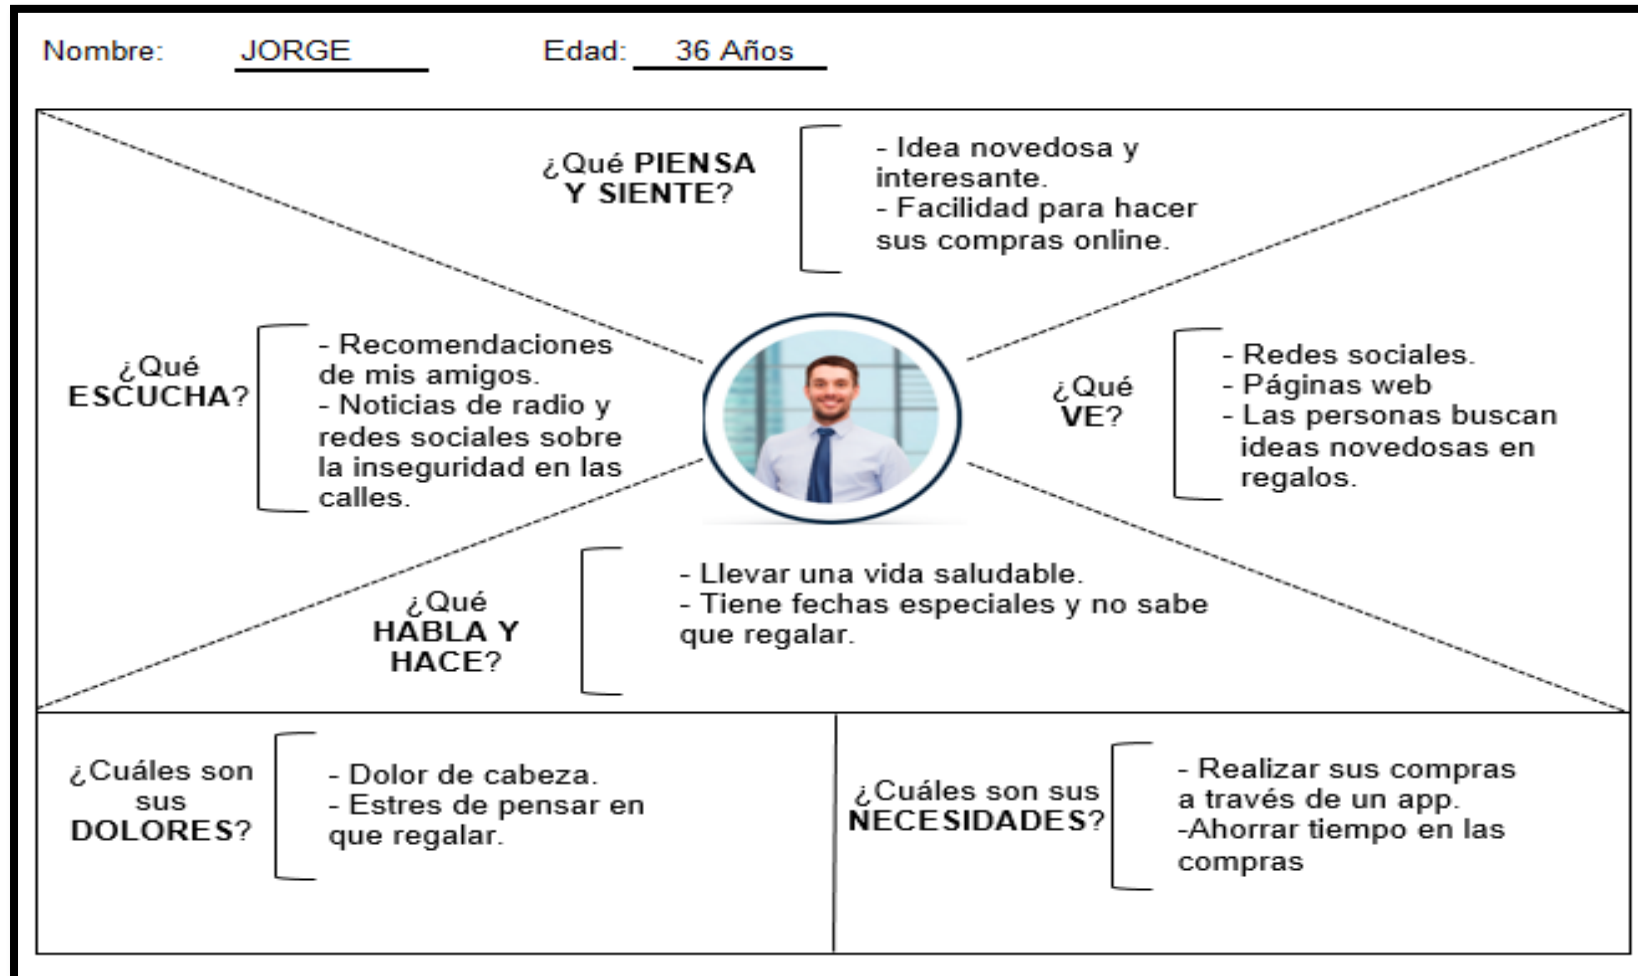 Nombre: JORGE Edad: 36 Años
¿Qué PIENSA
Y SIENTE?
- Idea novedosa y
interesante.
- Facilidad para hacer
sus compras online.
¿Qué
ESCUCHA?
- Recomendaciones
de mis amigos.
- Noticias de radio y
redes sociales sobre
la inseguridad en las
calles.
¿Qué
VE?
- Redes sociales.
- Páginas web
- Las personas buscan
ideas novedosas en
regalos.
¿Qué
HABLA Y
HACE?
- Llevar una vida saludable.
- Tiene fechas especiales y no sabe
que regalar.
¿Cuáles son
sus
DOLORES?
- Dolor de cabeza.
- Estres de pensar en
que regalar.
¿Cuáles son sus
NECESIDADES?
- Realizar sus compras
a través de un app.
-Ahorrar tiempo en las
compras